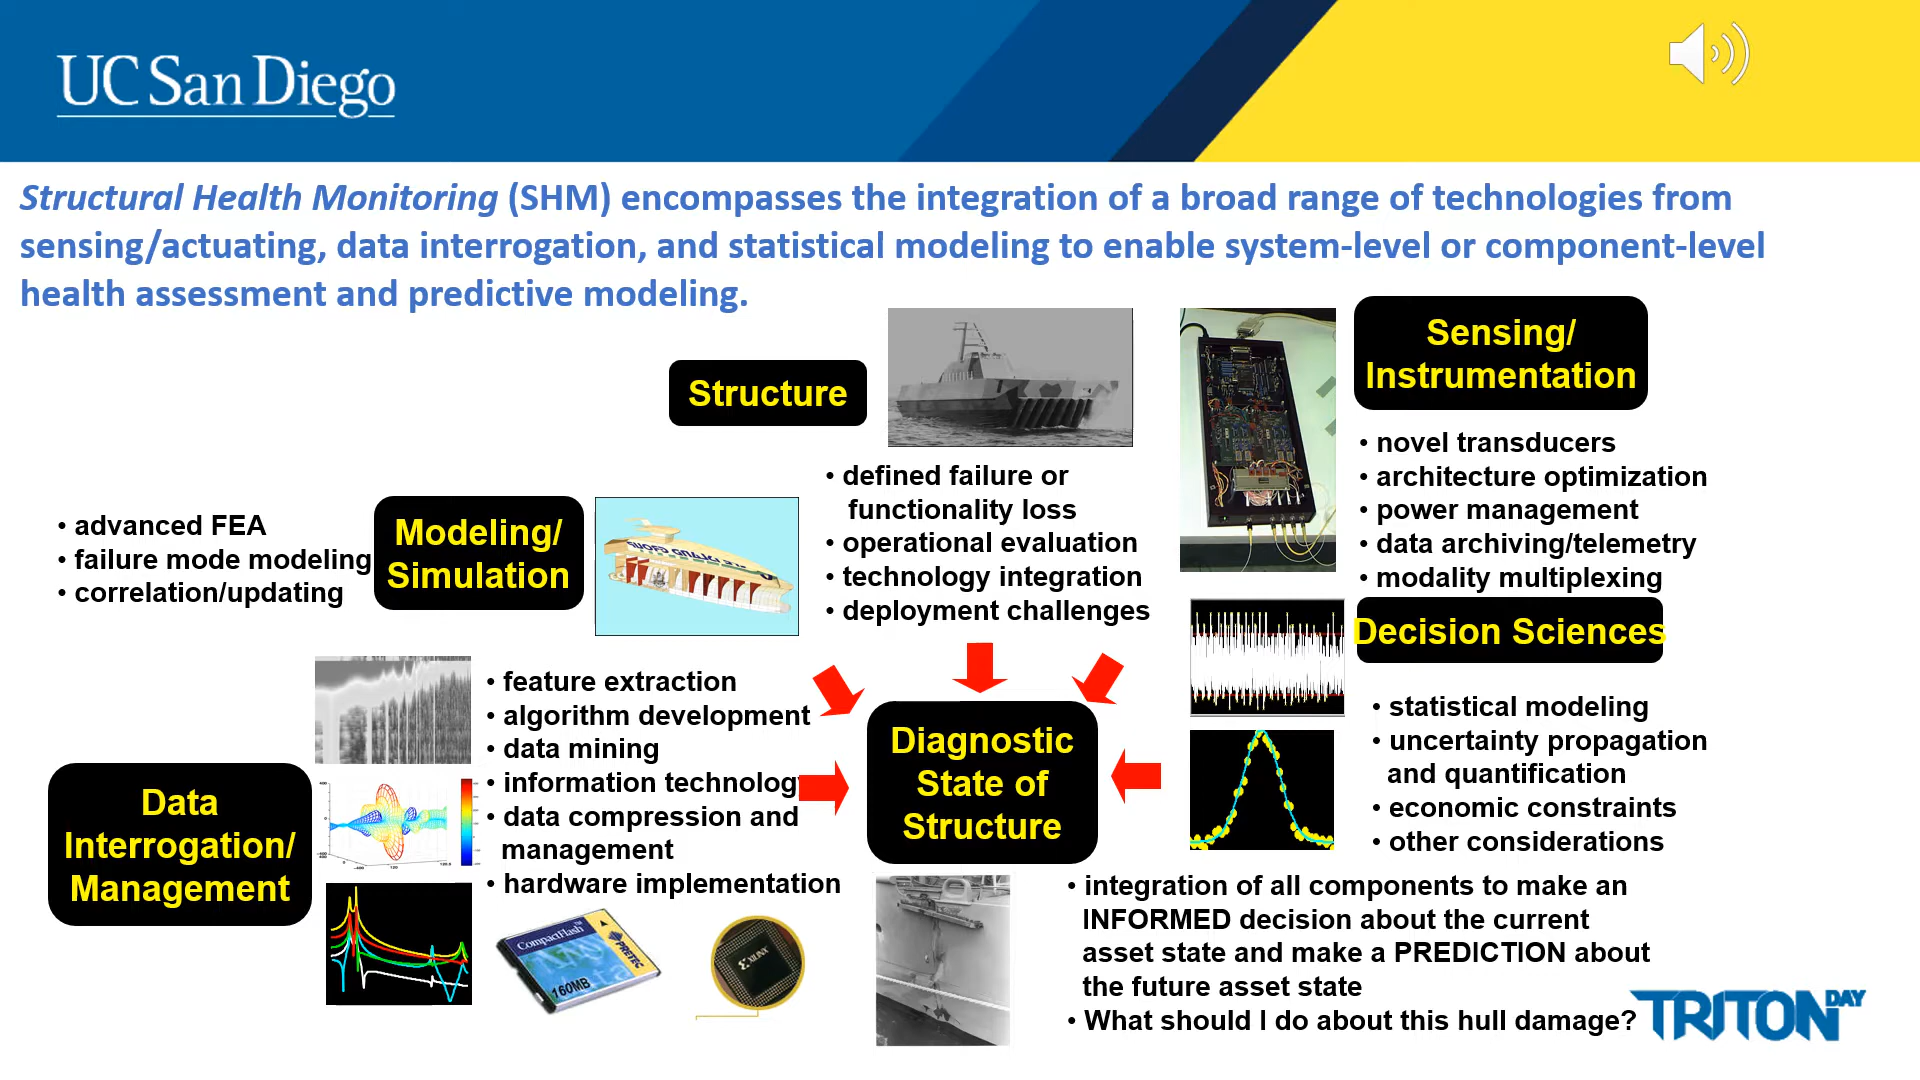 UC San Diego
Structural Health Monitoring (SHM) encompasses the integration of a broad range of technologies from
sensing/actuating, data interrogation, and statistical modeling to enable system-level or component-level
health assessment and predictive modeling.
Structure
• defined failure or
functionality loss
• operational evaluation
• technology integration
• deployment challenges
Sensing/
Instrumentation
• novel transducers
• architecture optimization
• power management
• data archiving/telemetry
• modality multiplexing
• advanced FEA
• failure mode modeling
• correlation/updating
Modeling/
Simulation
Decision Sciences
• statistical modeling
• uncertainty propagation
and quantification
• economic constraints
• other considerations
Data
Interrogation/
Management
• feature extraction
• algorithm development
• data mining
• information technology
• data compression and
management
• hardware implementation
CompactFlash™
PRETEC
160MB
XILINX
Diagnostic
State of
Structure
• integration of all components to make an
INFORMED decision about the current
asset state and make a PREDICTION about
the future asset state
• What should I do about this hull damage?
TRITON DAY